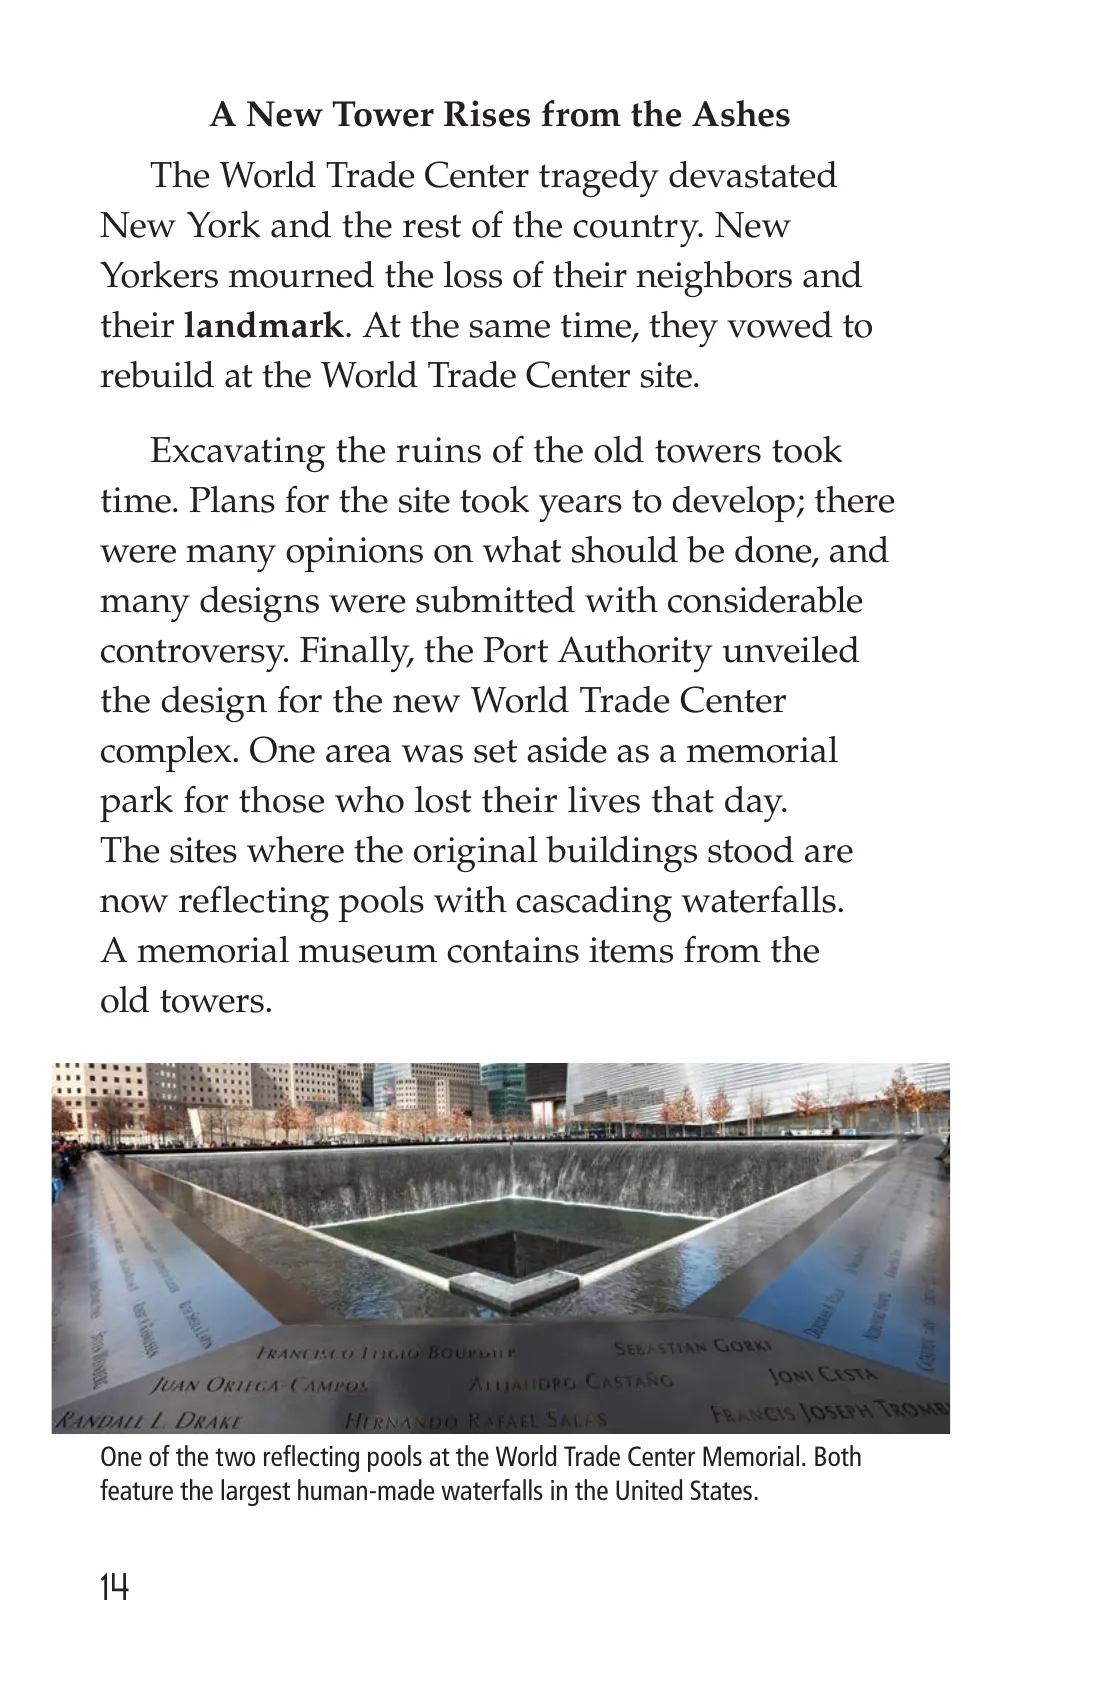 A New Tower Rises from the Ashes
The World Trade Center tragedy devastated
New York and the rest of the country. New
Yorkers mourned the loss of their neighbors and
their landmark. At the same time, they vowed to
rebuild at the World Trade Center site.
Excavating the ruins of the old towers took
time. Plans for the site took years to develop; there
were many opinions on what should be done, and
many designs were submitted with considerable
controversy. Finally, the Port Authority unveiled
the design for the new World Trade Center
complex. One area was set aside as a memorial
park for those who lost their lives that day.
The sites where the original buildings stood are
now reflecting pools with cascading waterfalls.
A memorial museum contains items from the
old towers.
Francisco Eligio Bourdier
Sebastian Gorki
Juan Ortega-Campos
Alejandro Castaño
Joni Cesta
Randall L. Drake
Hernando Rafael Salas
Francis Joseph
One of the two reflecting pools at the World Trade Center Memorial. Both
feature the largest human-made waterfalls in the United States.
14